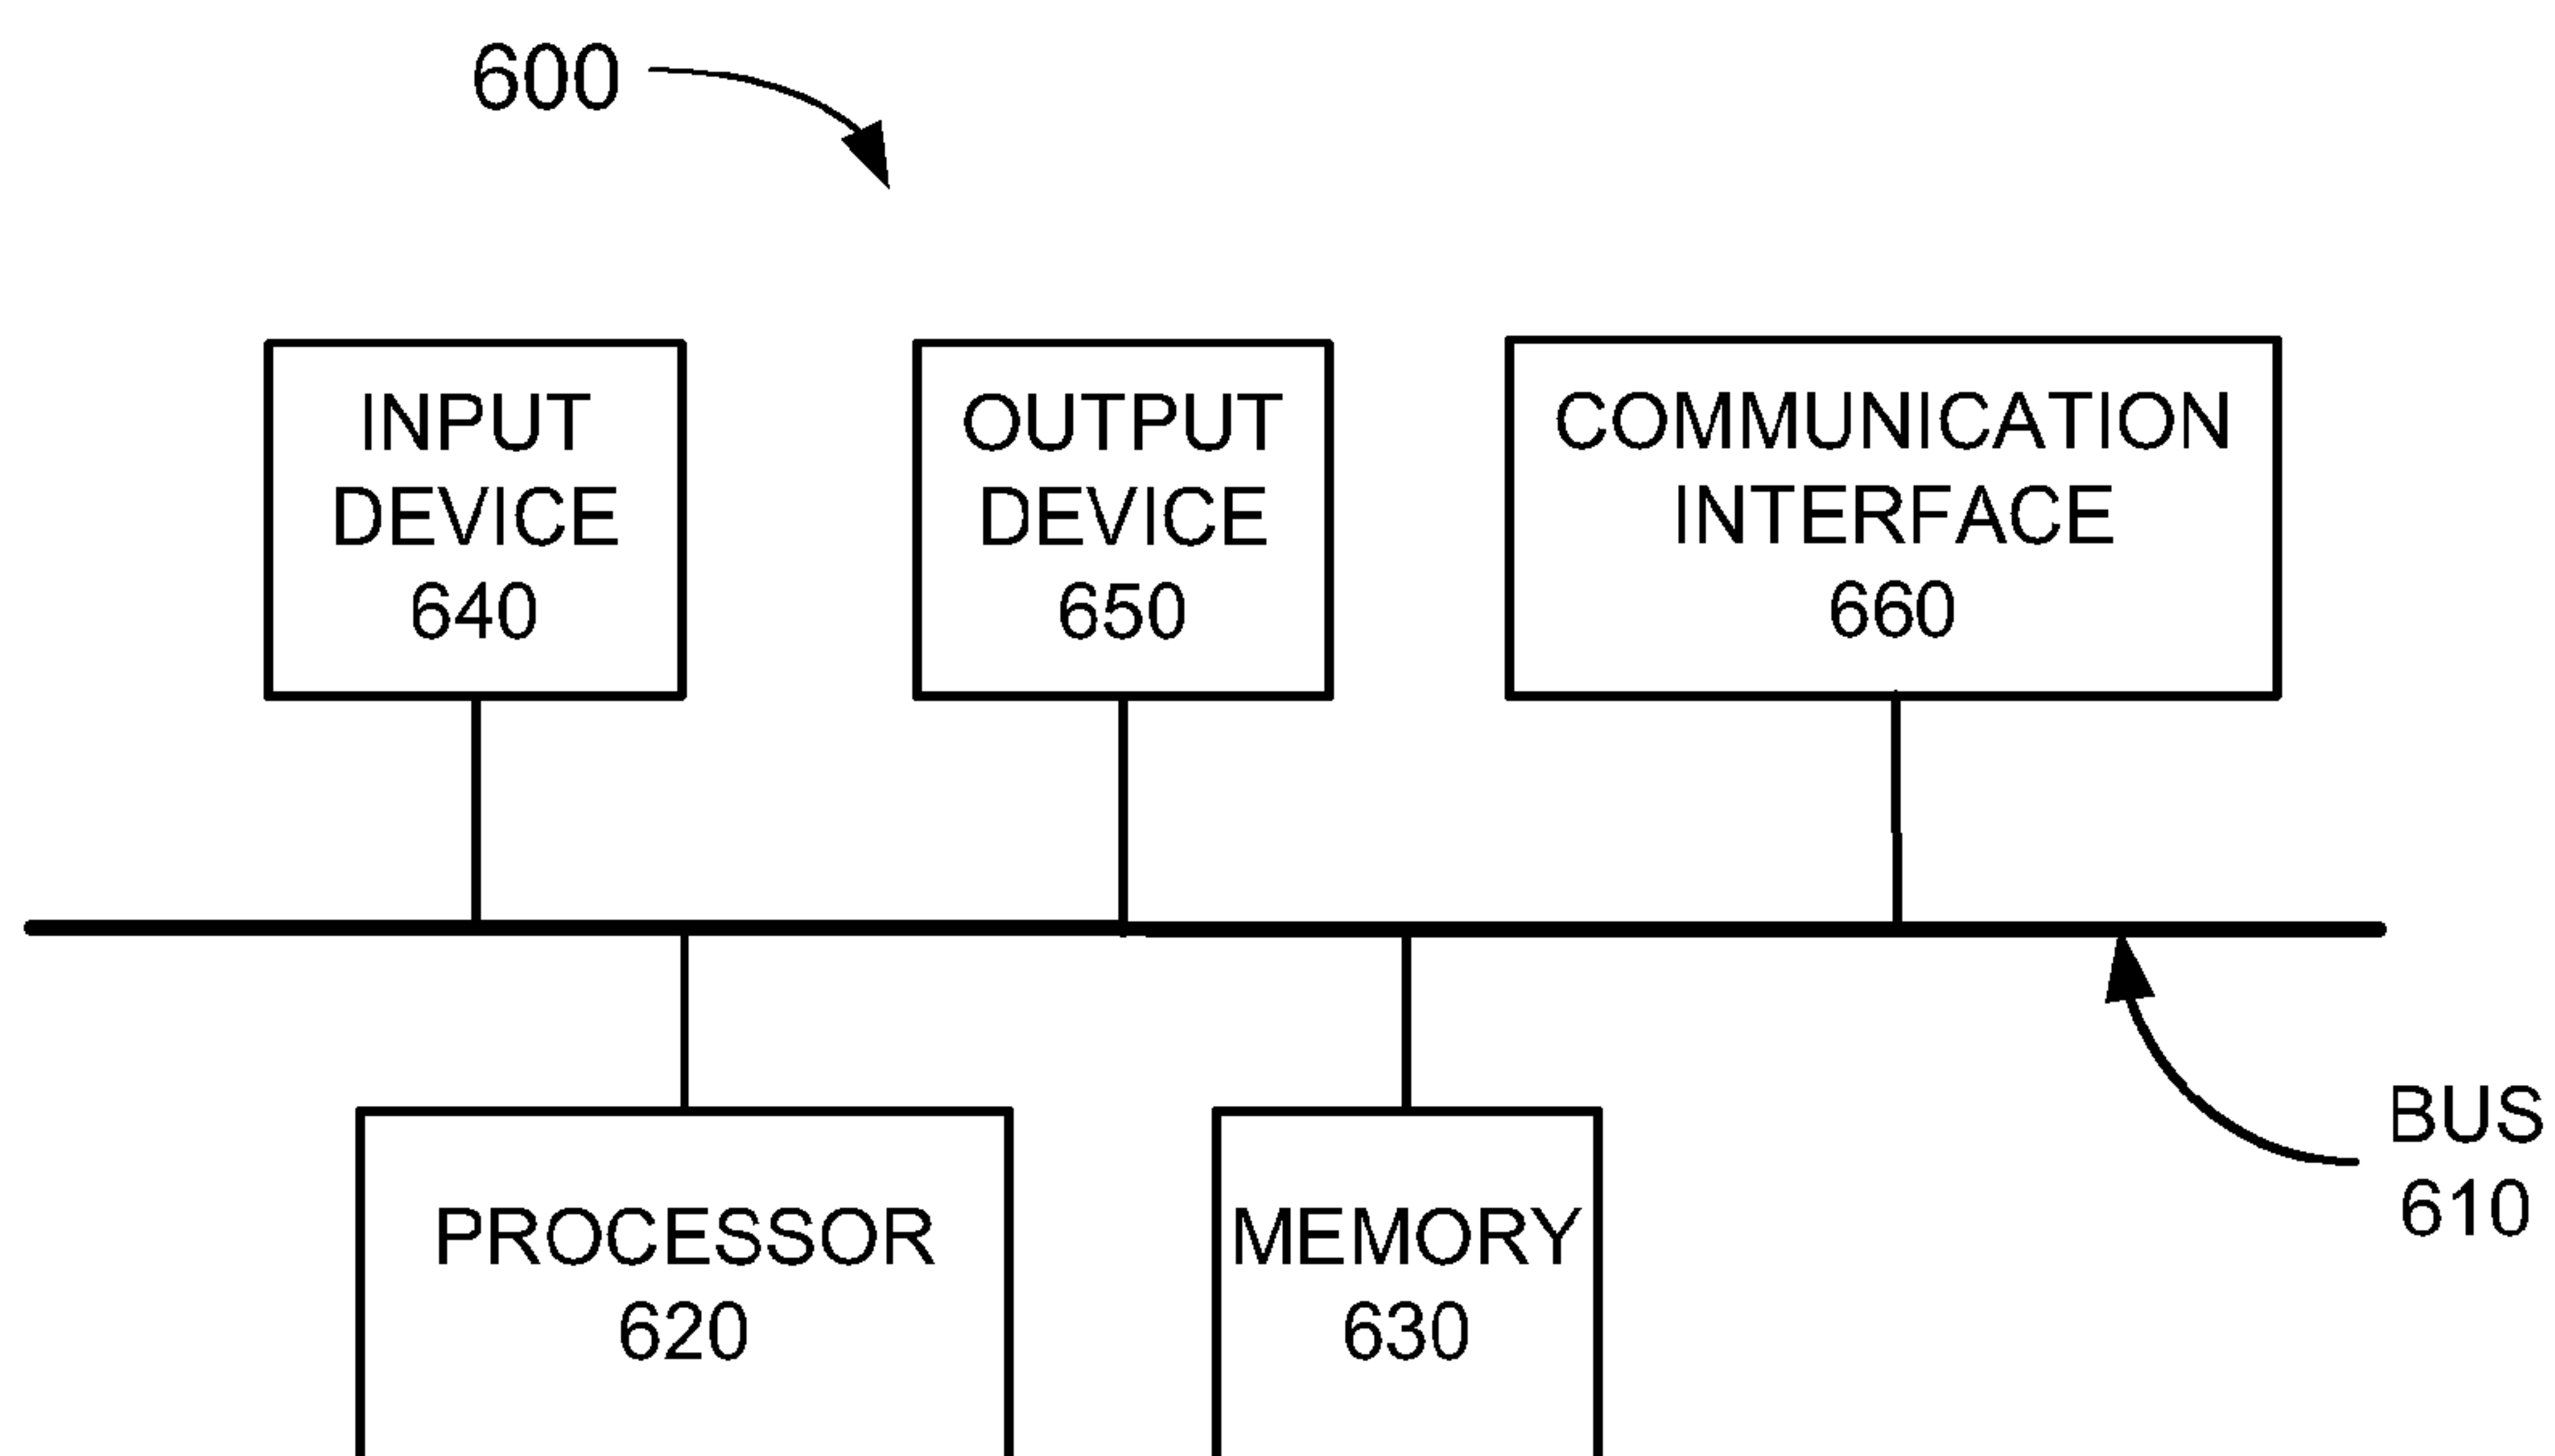 600
INPUT
DEVICE
640
OUTPUT
DEVICE
650
COMMUNICATION
INTERFACE
660
PROCESSOR
620
MEMORY
630
BUS
610